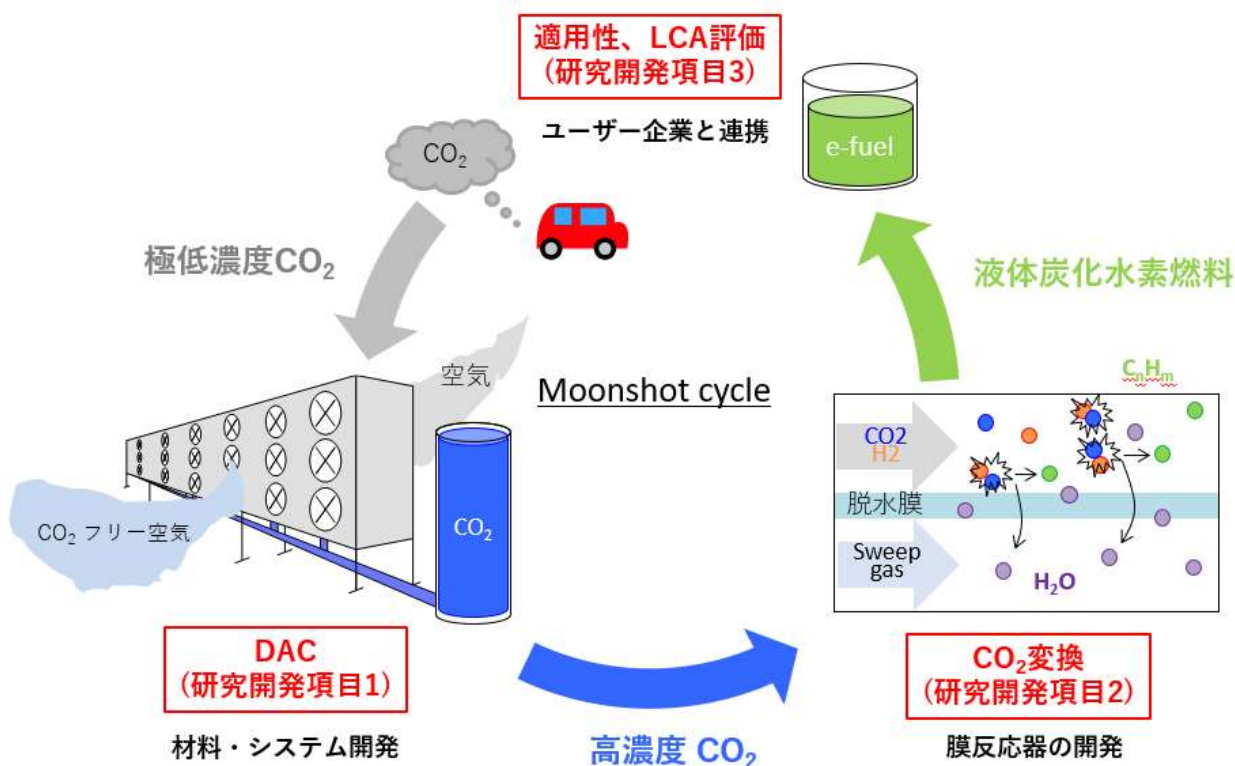 適用性、LCA評価
(研究開発項目3)
ユーザー企業と連携
e-fuel
CO₂
極低濃度CO₂
液体炭化水素燃料
空気
Moonshot cycle
CnHm
CO2
H2
脱水膜
Sweep
gas
H₂O
CO₂ フリー空気
CO₂
DAC
(研究開発項目1)
材料・システム開発
高濃度 CO₂
CO₂変換
(研究開発項目2)
膜反応器の開発